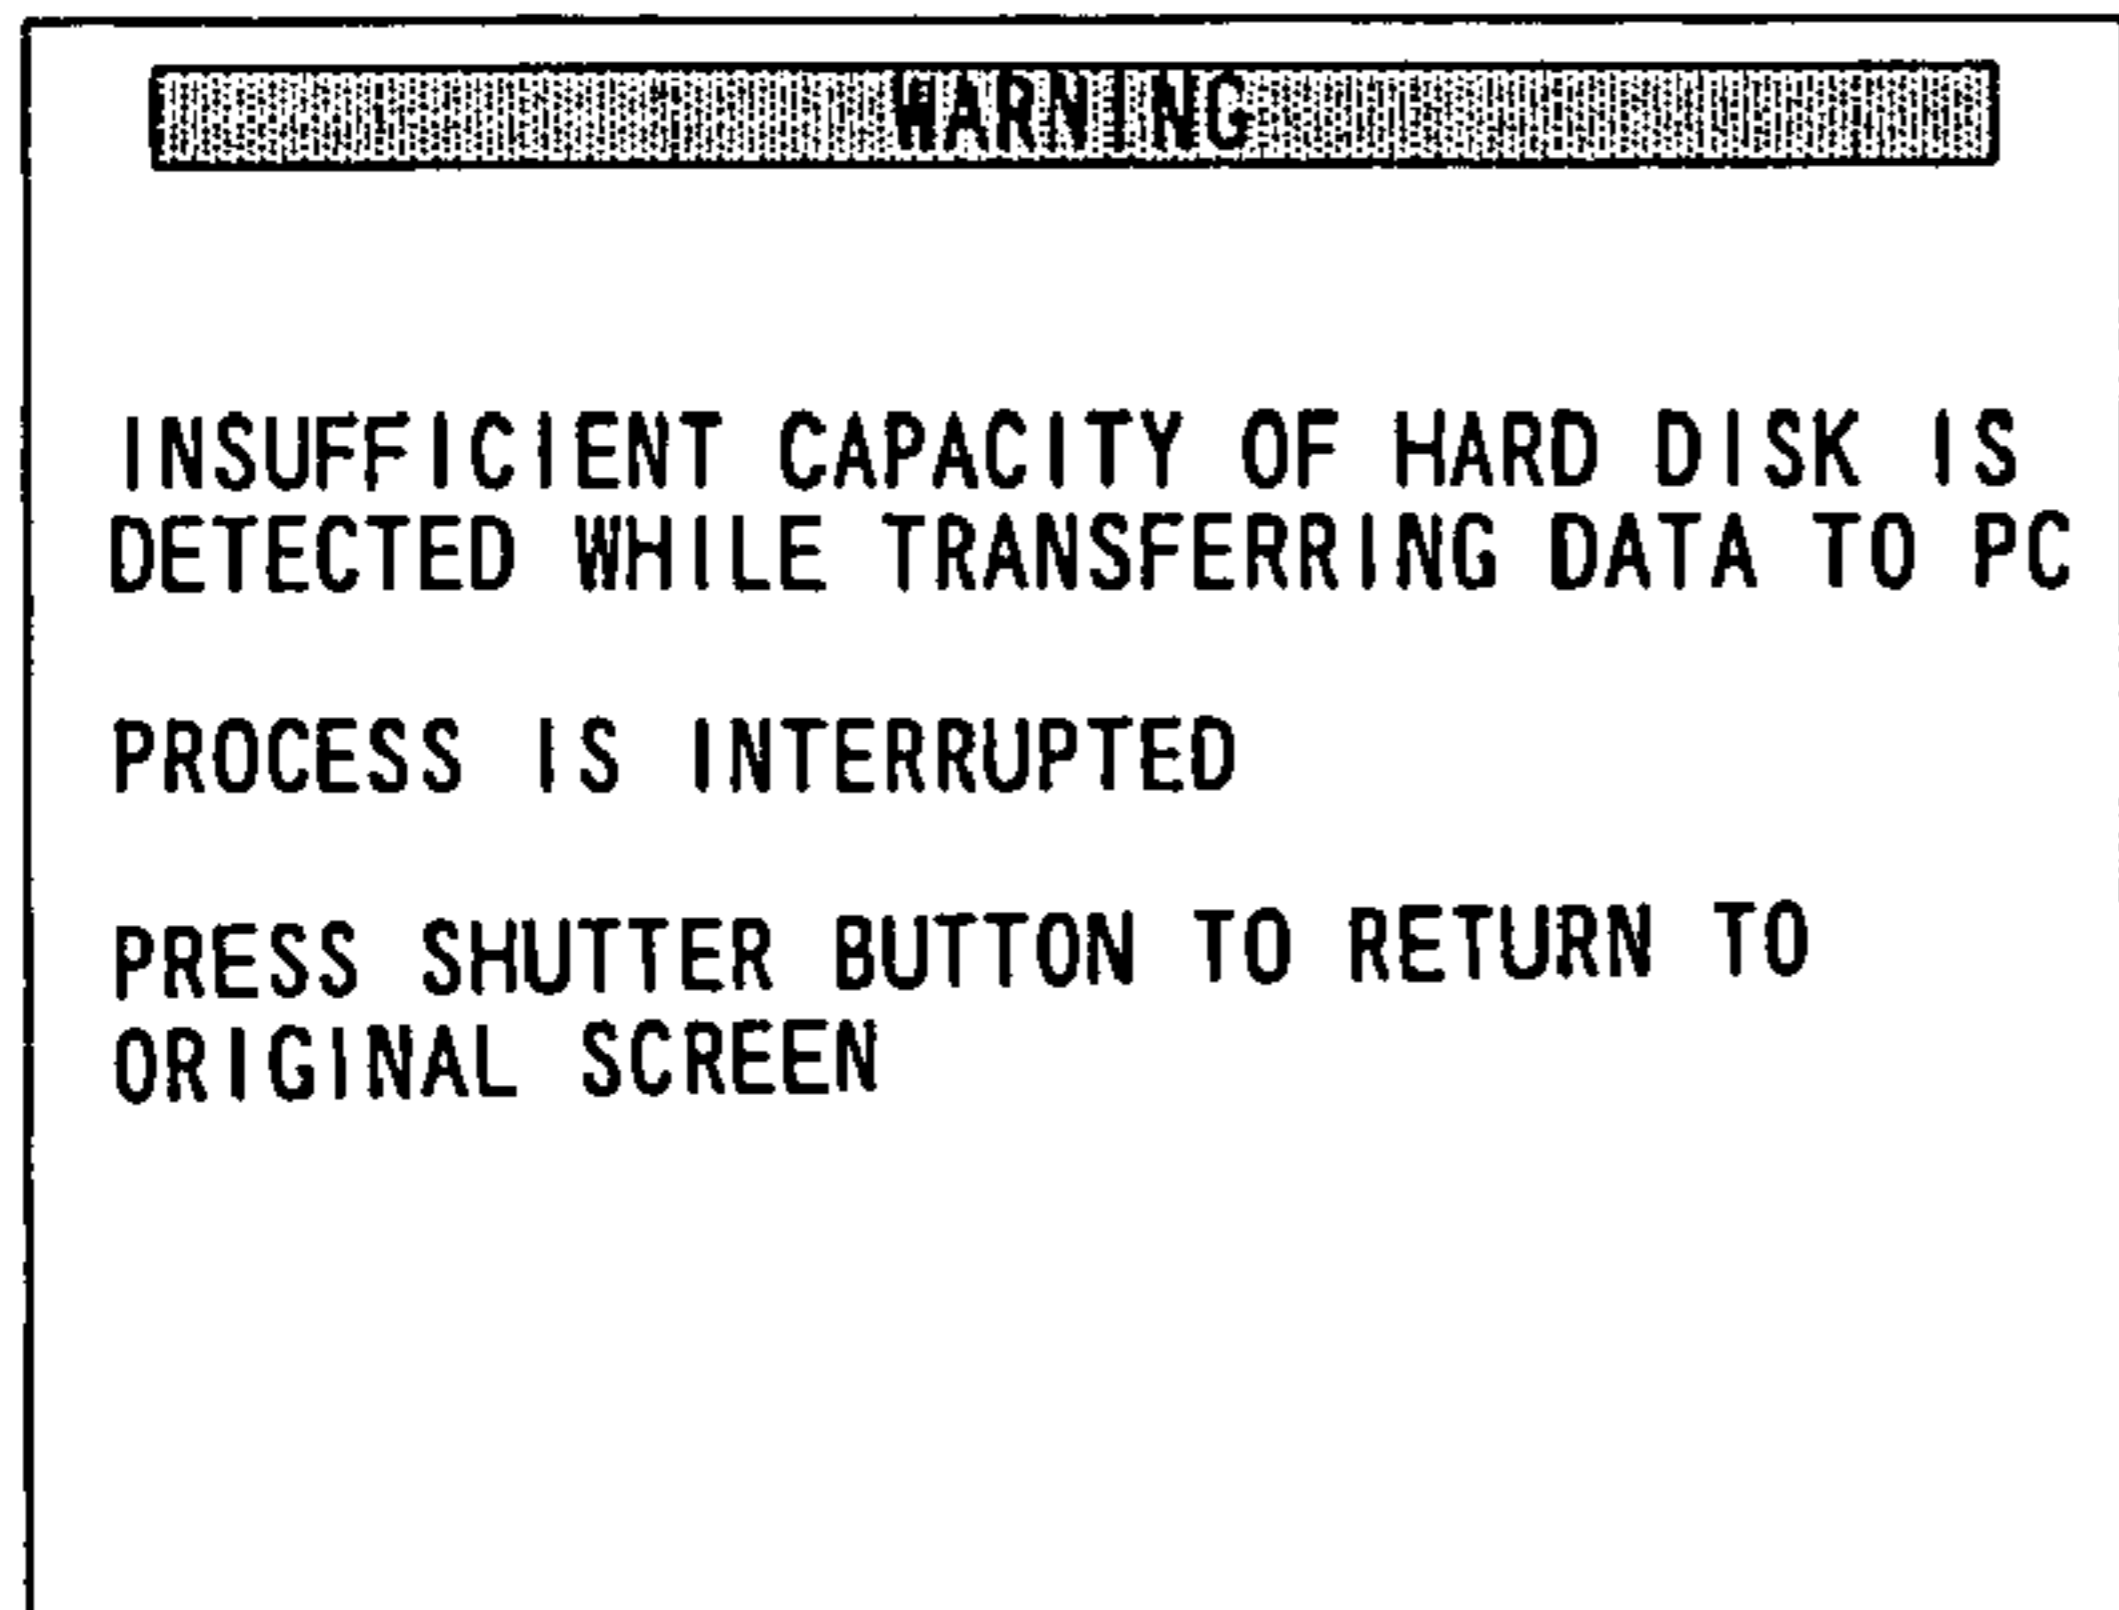 WARNING
INSUFFICIENT CAPACITY OF HARD DISK IS
DETECTED WHILE TRANSFERRING DATA TO PC
PROCESS IS INTERRUPTED
PRESS SHUTTER BUTTON TO RETURN TO
ORIGINAL SCREEN